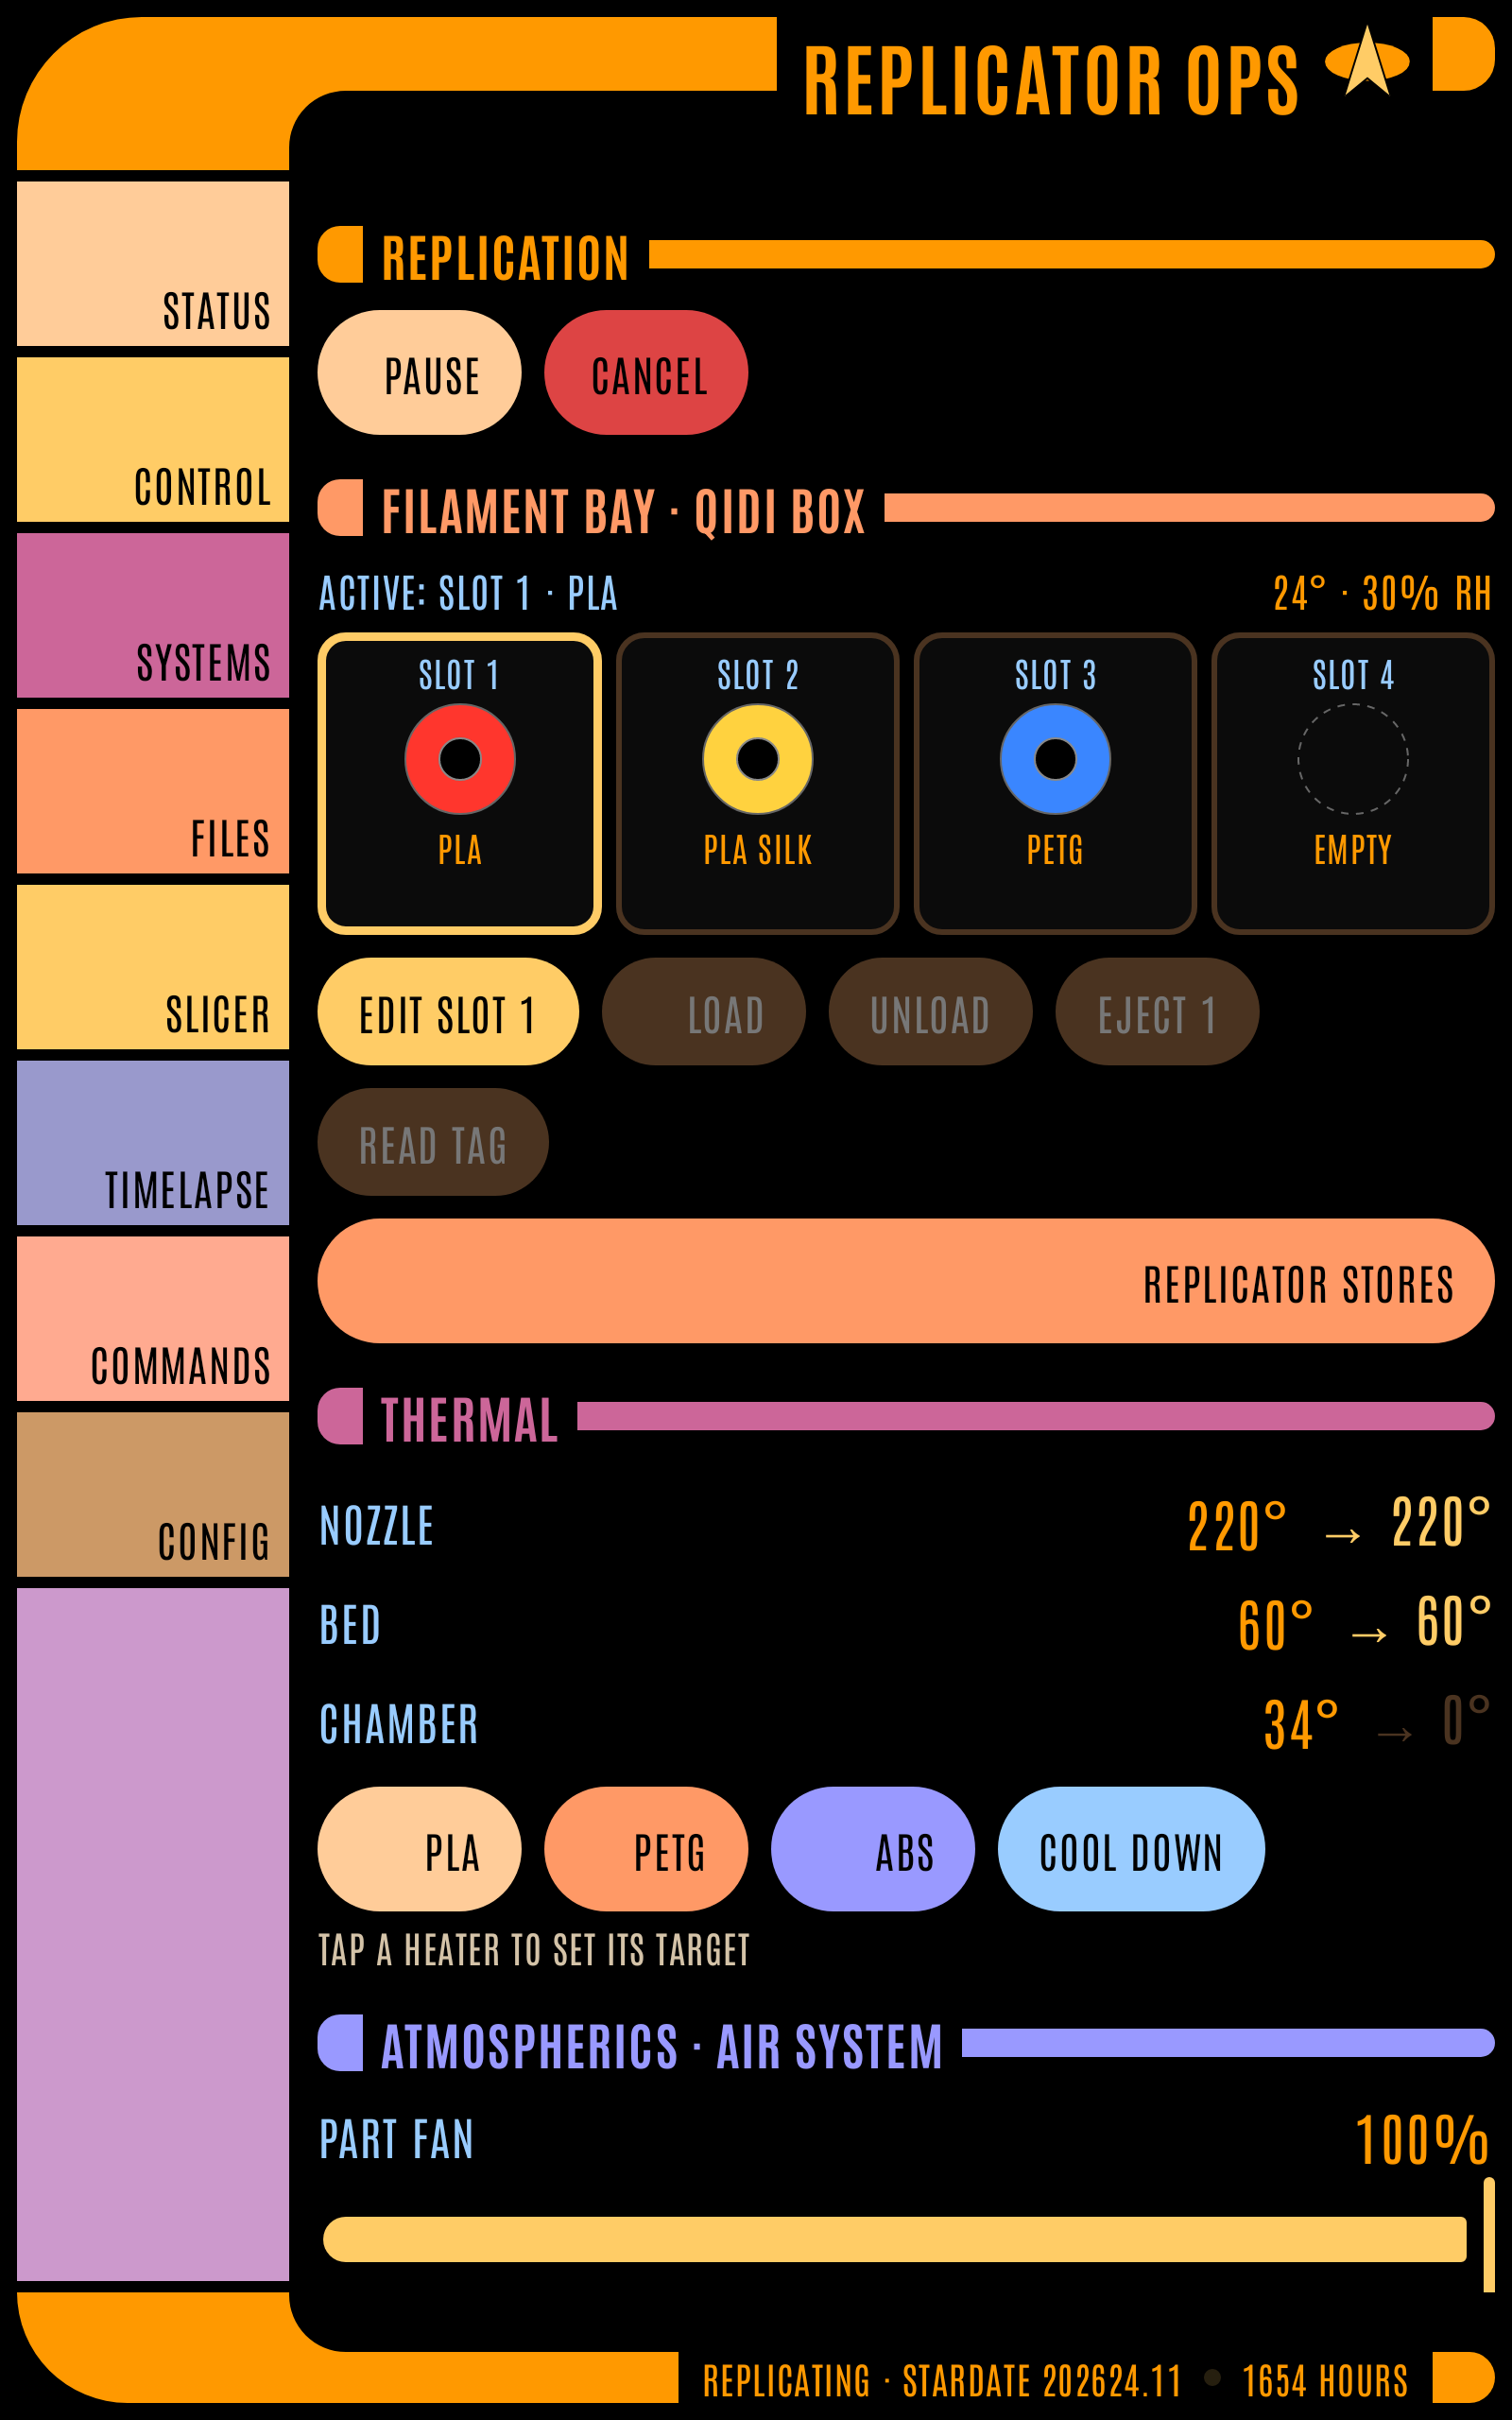 REPLICATOR OPS
STATUS
CONTROL
SYSTEMS
FILES
SLICER
TIMELAPSE
COMMANDS
CONFIG
REPLICATION
PAUSE CANCEL
FILAMENT BAY · QIDI BOX
ACTIVE: SLOT 1 · PLA 24° · 30% RH
SLOT 1 SLOT 2 SLOT 3 SLOT 4
PLA PLA SILK PETG EMPTY
EDIT SLOT 1 LOAD UNLOAD EJECT 1
READ TAG
REPLICATOR STORES
THERMAL
NOZZLE 220° → 220°
BED 60° → 60°
CHAMBER 34° → 0°
PLA PETG ABS COOL DOWN
TAP A HEATER TO SET ITS TARGET
ATMOSPHERICS · AIR SYSTEM
PART FAN 100%
REPLICATING · STARDATE 202624.11 • 1654 HOURS